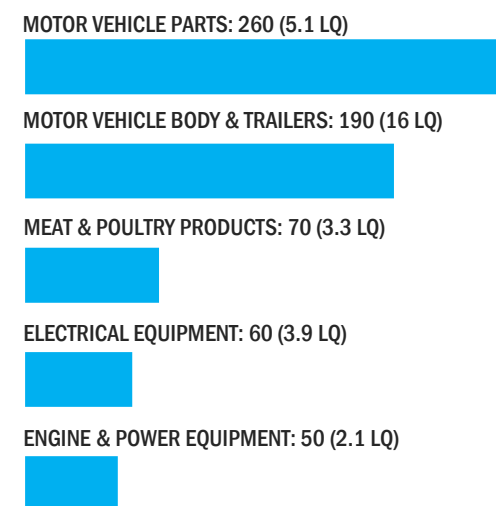 MOTOR VEHICLE PARTS: 260 (5.1 LQ)
MOTOR VEHICLE BODY & TRAILERS: 190 (16 LQ)
MEAT & POULTRY PRODUCTS: 70 (3.3 LQ)
ELECTRICAL EQUIPMENT: 60 (3.9 LQ)
ENGINE & POWER EQUIPMENT: 50 (2.1 LQ)